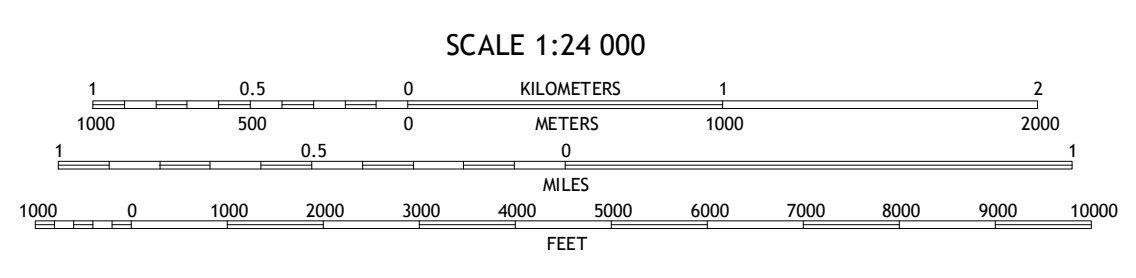 SCALE 1:24 000
1 0.5 0 KILOMETERS 1 2
1000 500 0 METERS 1000 2000
1 0.5 0 1
MILES
1000 0 1000 2000 3000 4000 5000 6000 7000 8000 9000 10000
FEET